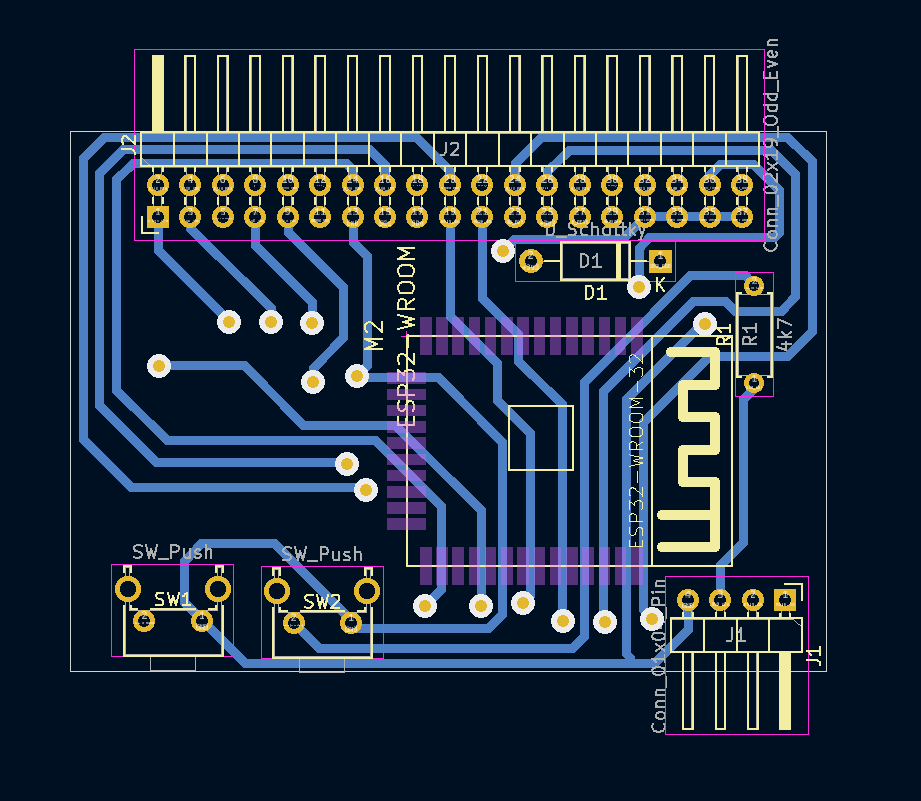 Conn_02x19_Odd_Even
J2
J2
D_Schottky
D1
D1
K
M2
ESP32-WROOM
ESP32-WROOM-32
R1
R1
4k7
SW_Push
SW_Push
SW1
SW2
Conn_01x04_Pin
J1
J1